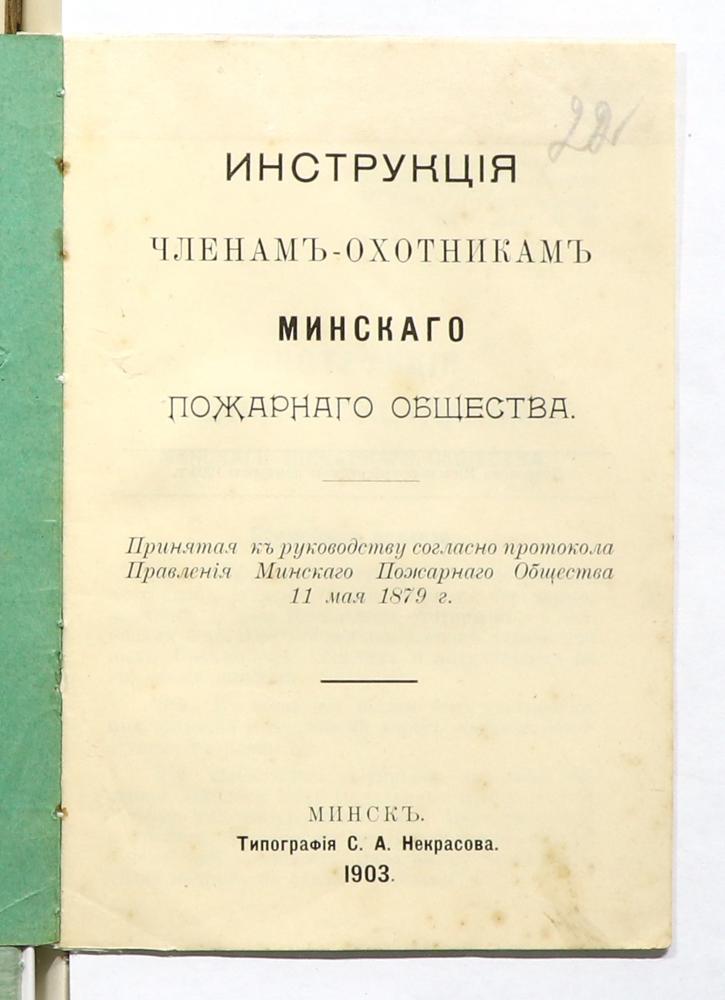 22
ИНСТРУКЦІЯ
ЧЛЕНАМЪ-ОХОТНИКАМЪ
МИНСКАГО
ПОЖАРНАГО ОБЩЕСТВА.
Принятая къ руководству согласно протокола
Правленія Минскаго Пожарнаго Общества
11 мая 1879 г.
МИНСКЪ.
Типографія С. А. Некрасова.
1903.